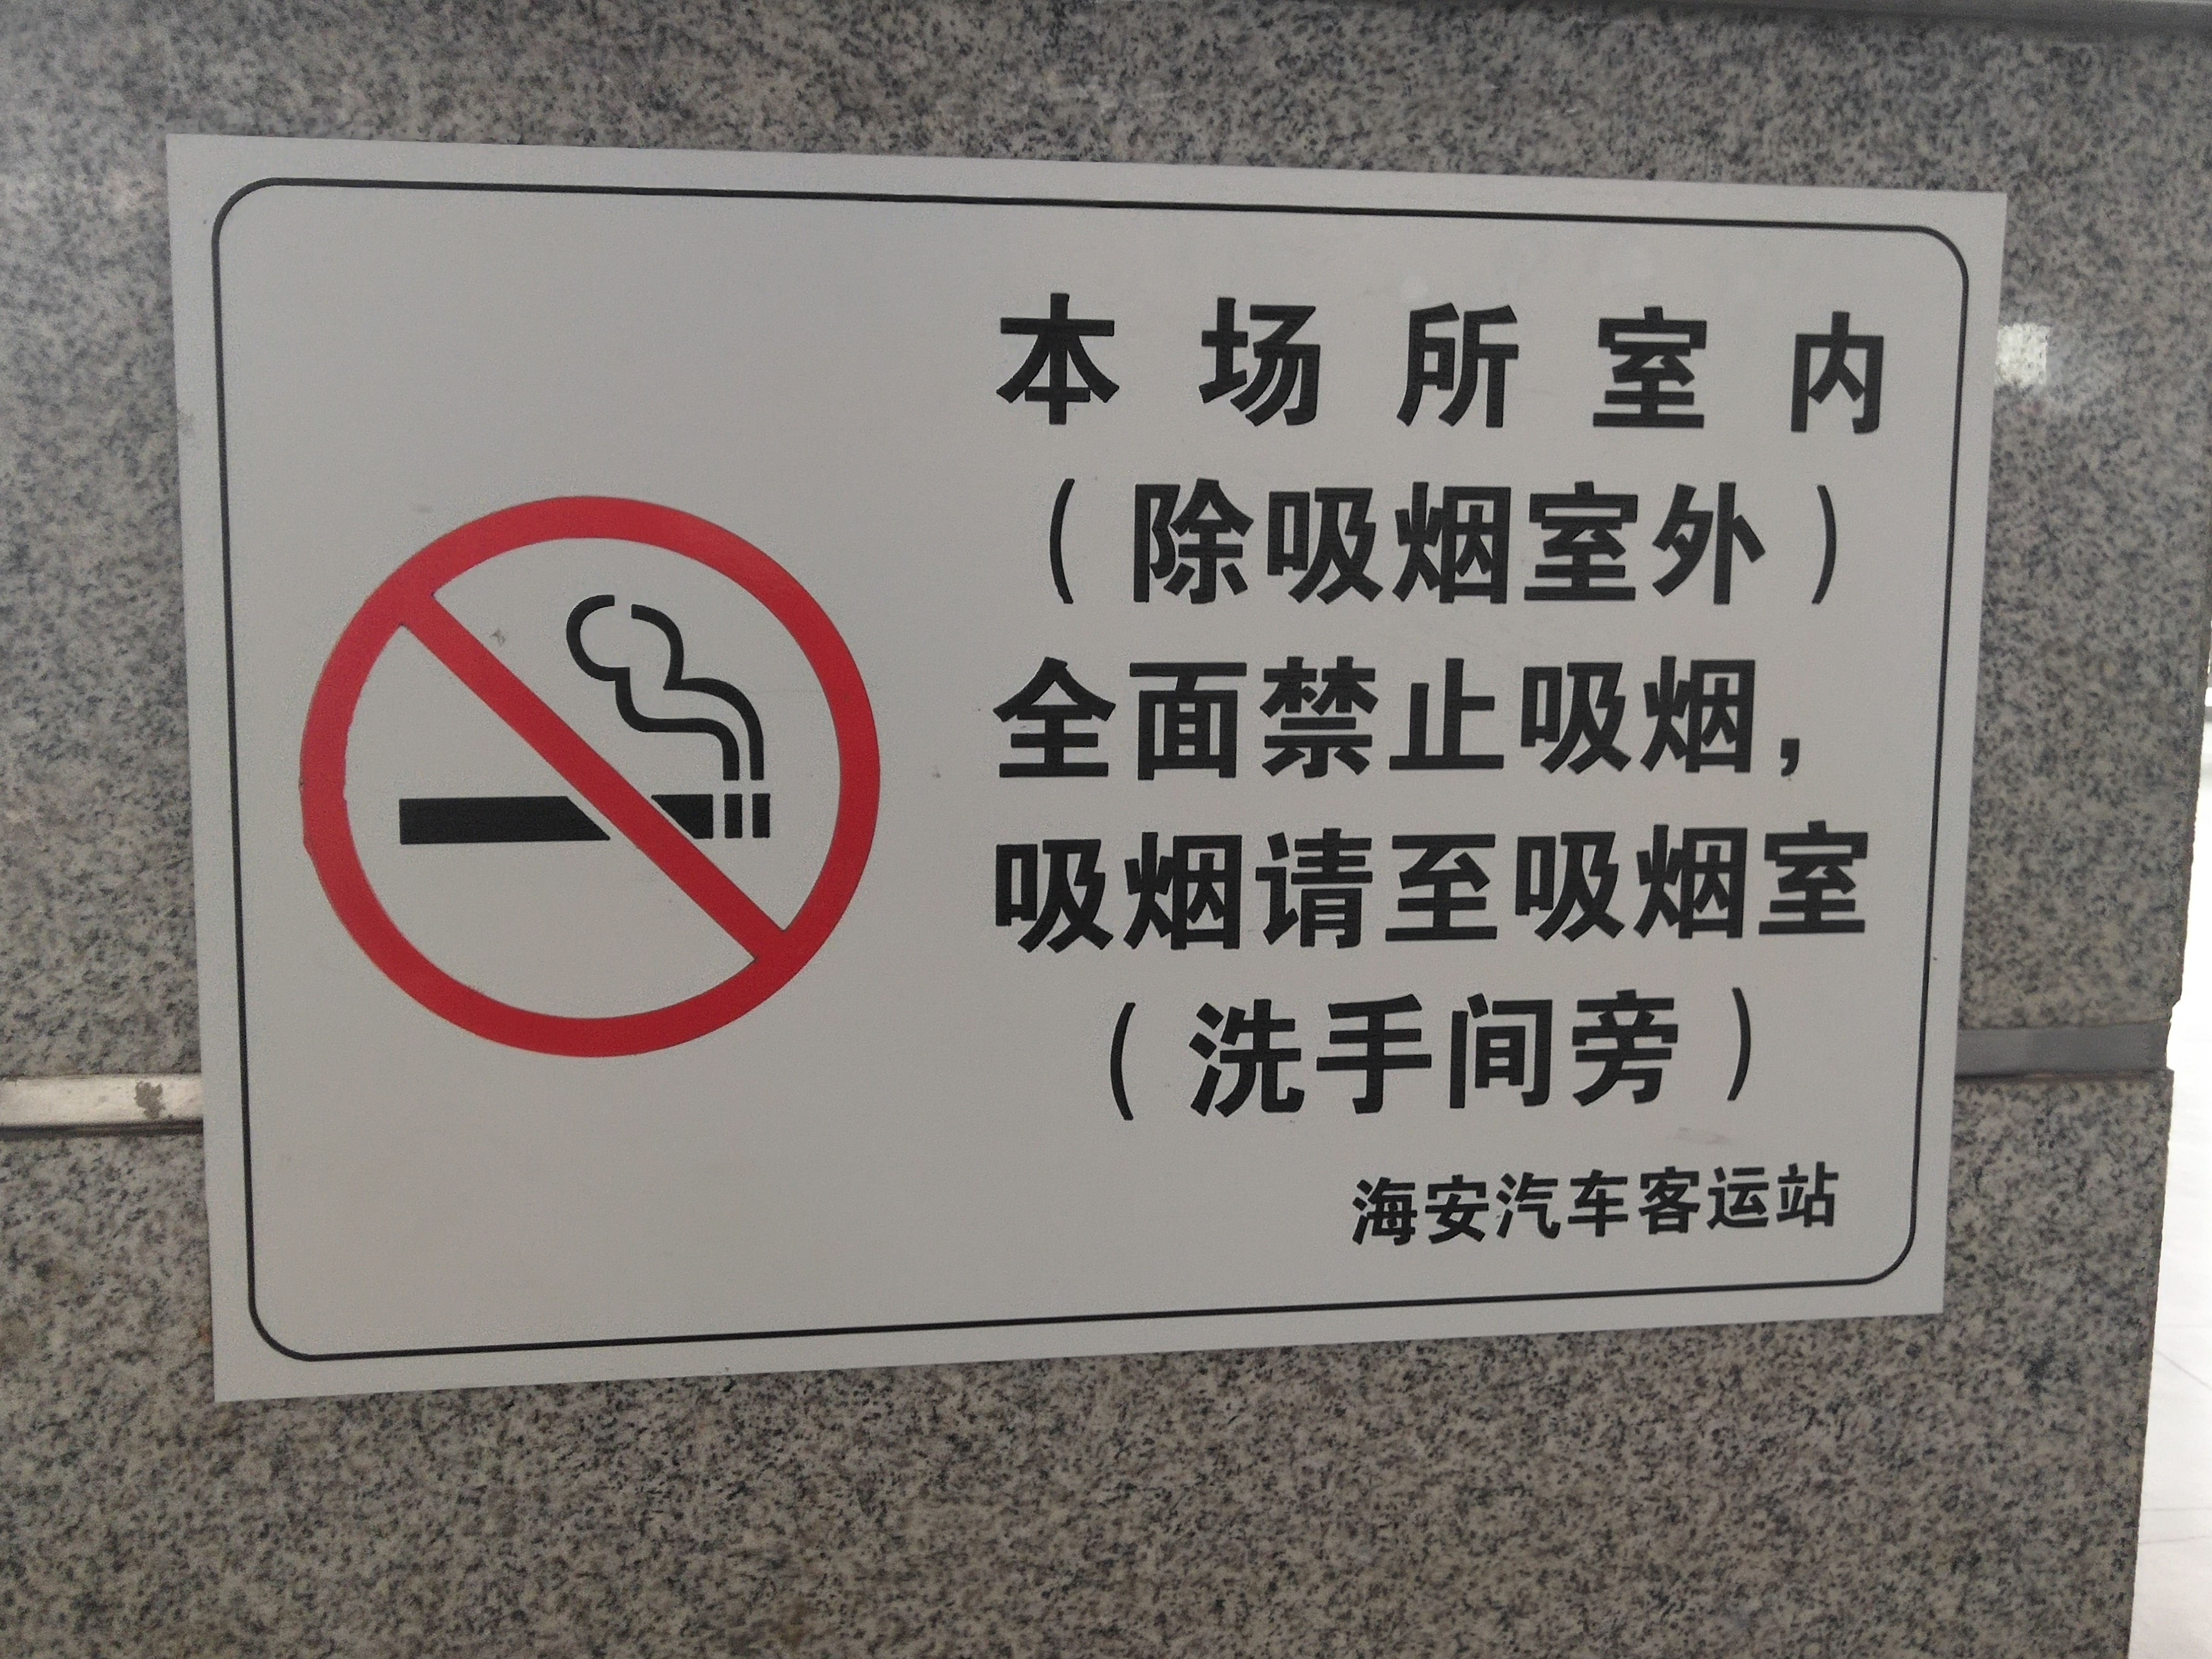 本场所室内
（除吸烟室外）
全面禁止吸烟，
吸烟请至吸烟室
（洗手间旁）
海安汽车客运站